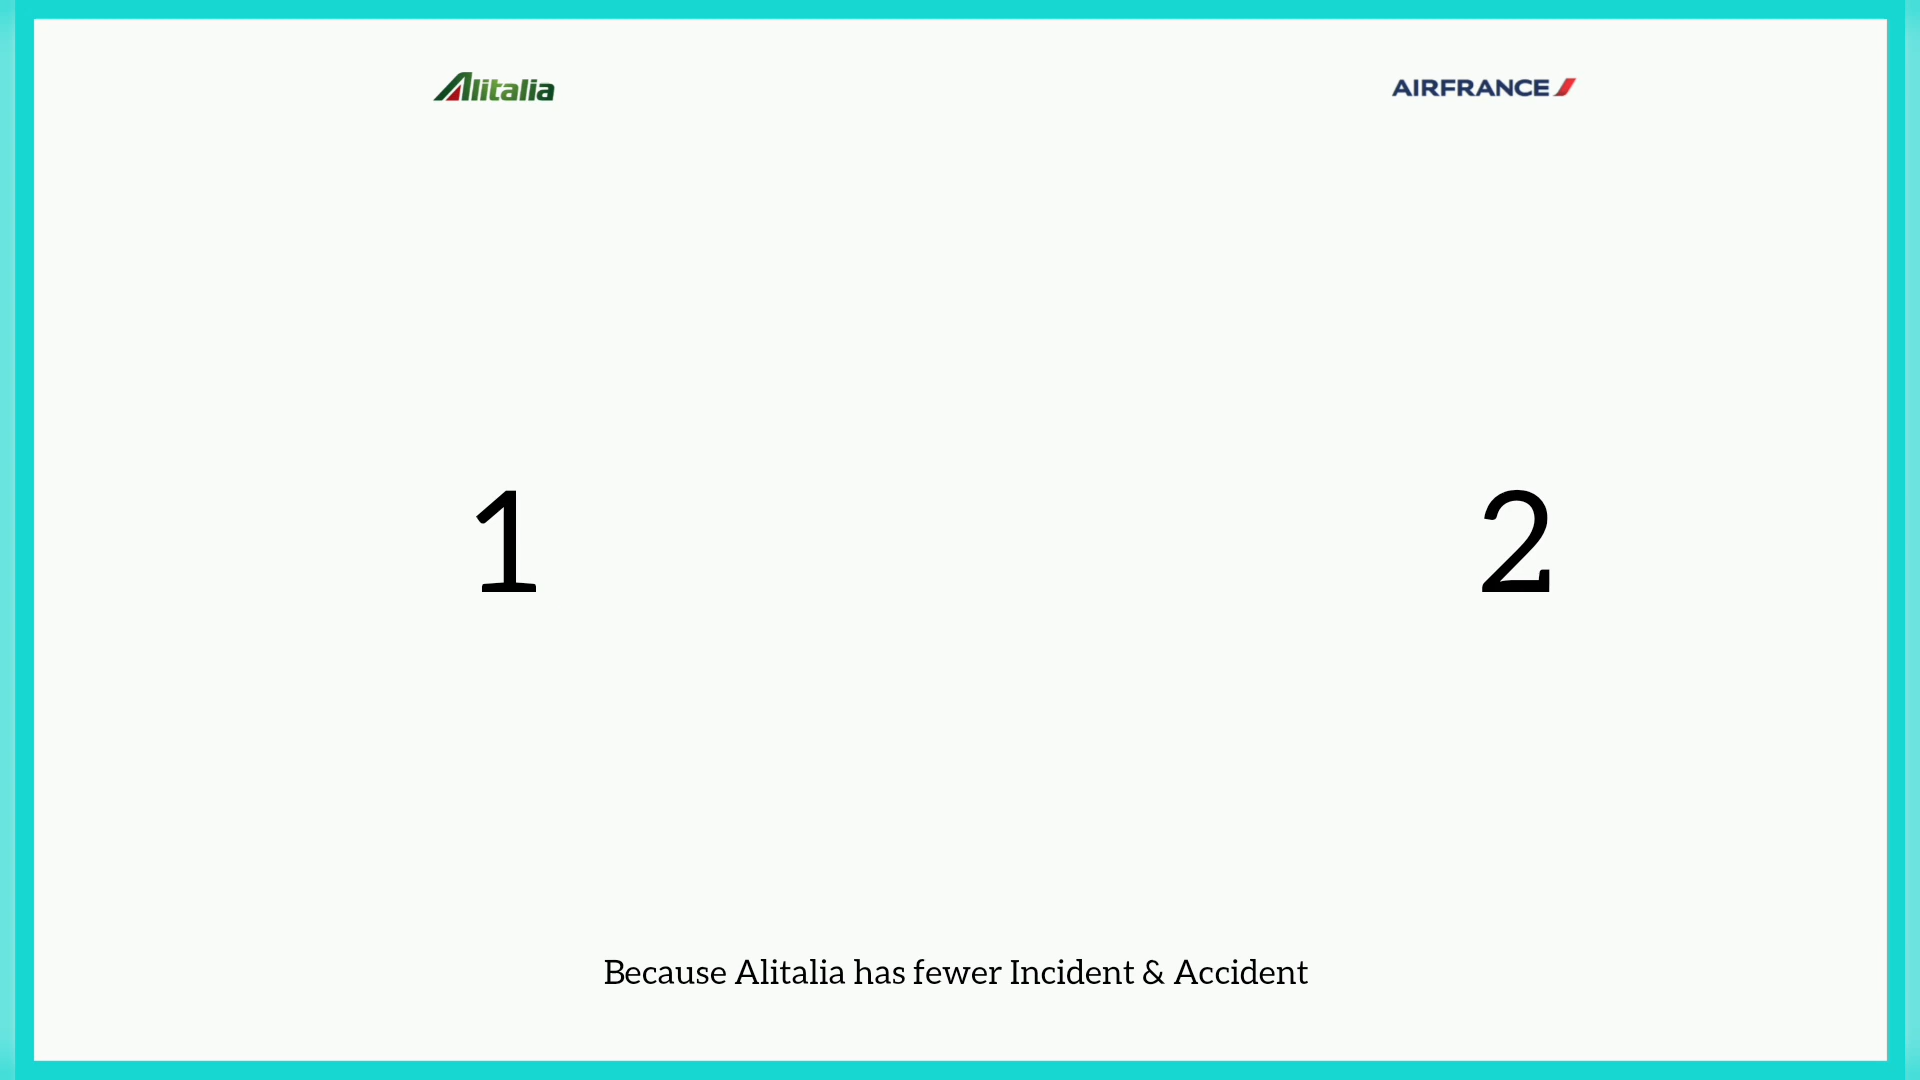 Alitalia
AIRFRANCE
1
2
Because Alitalia has fewer Incident & Accident